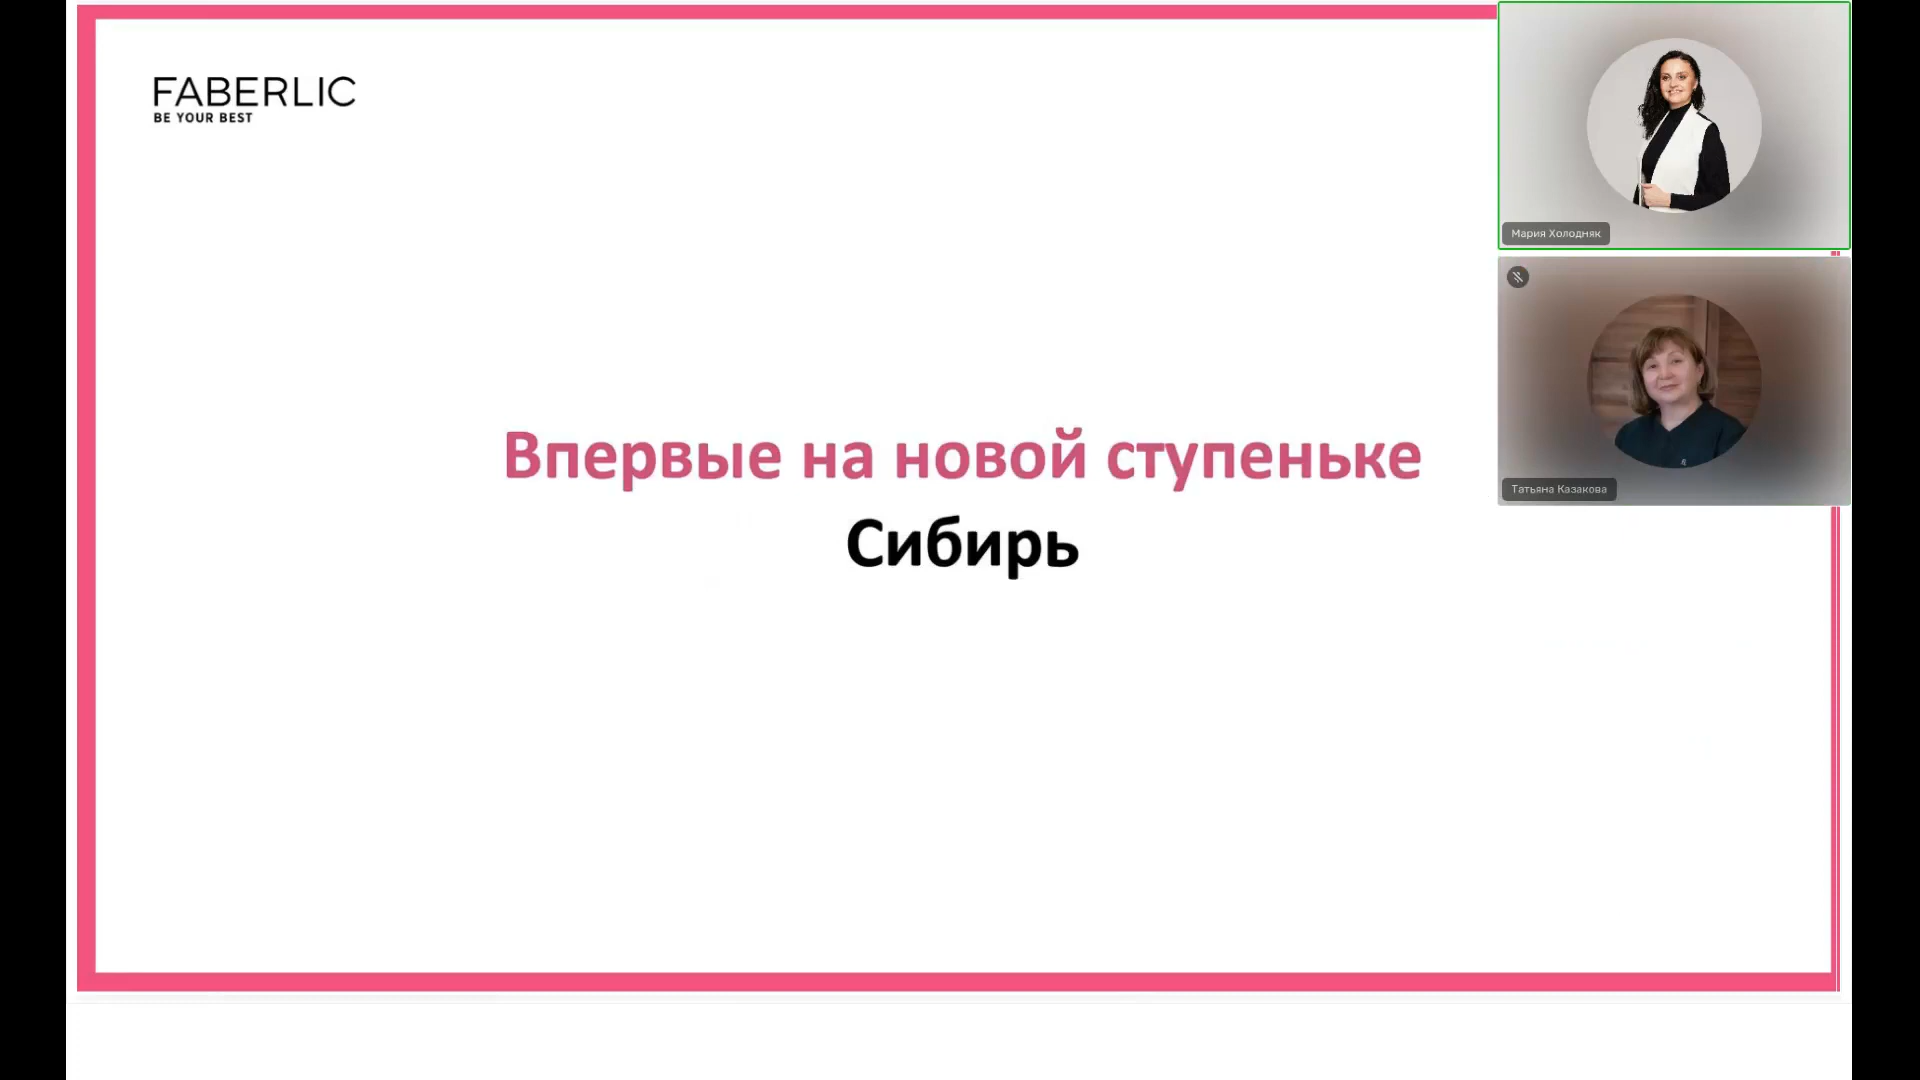 FABERLIC
BE YOUR BEST
Впервые на новой ступеньке
Сибирь
Мария Холодняк
Татьяна Казакова